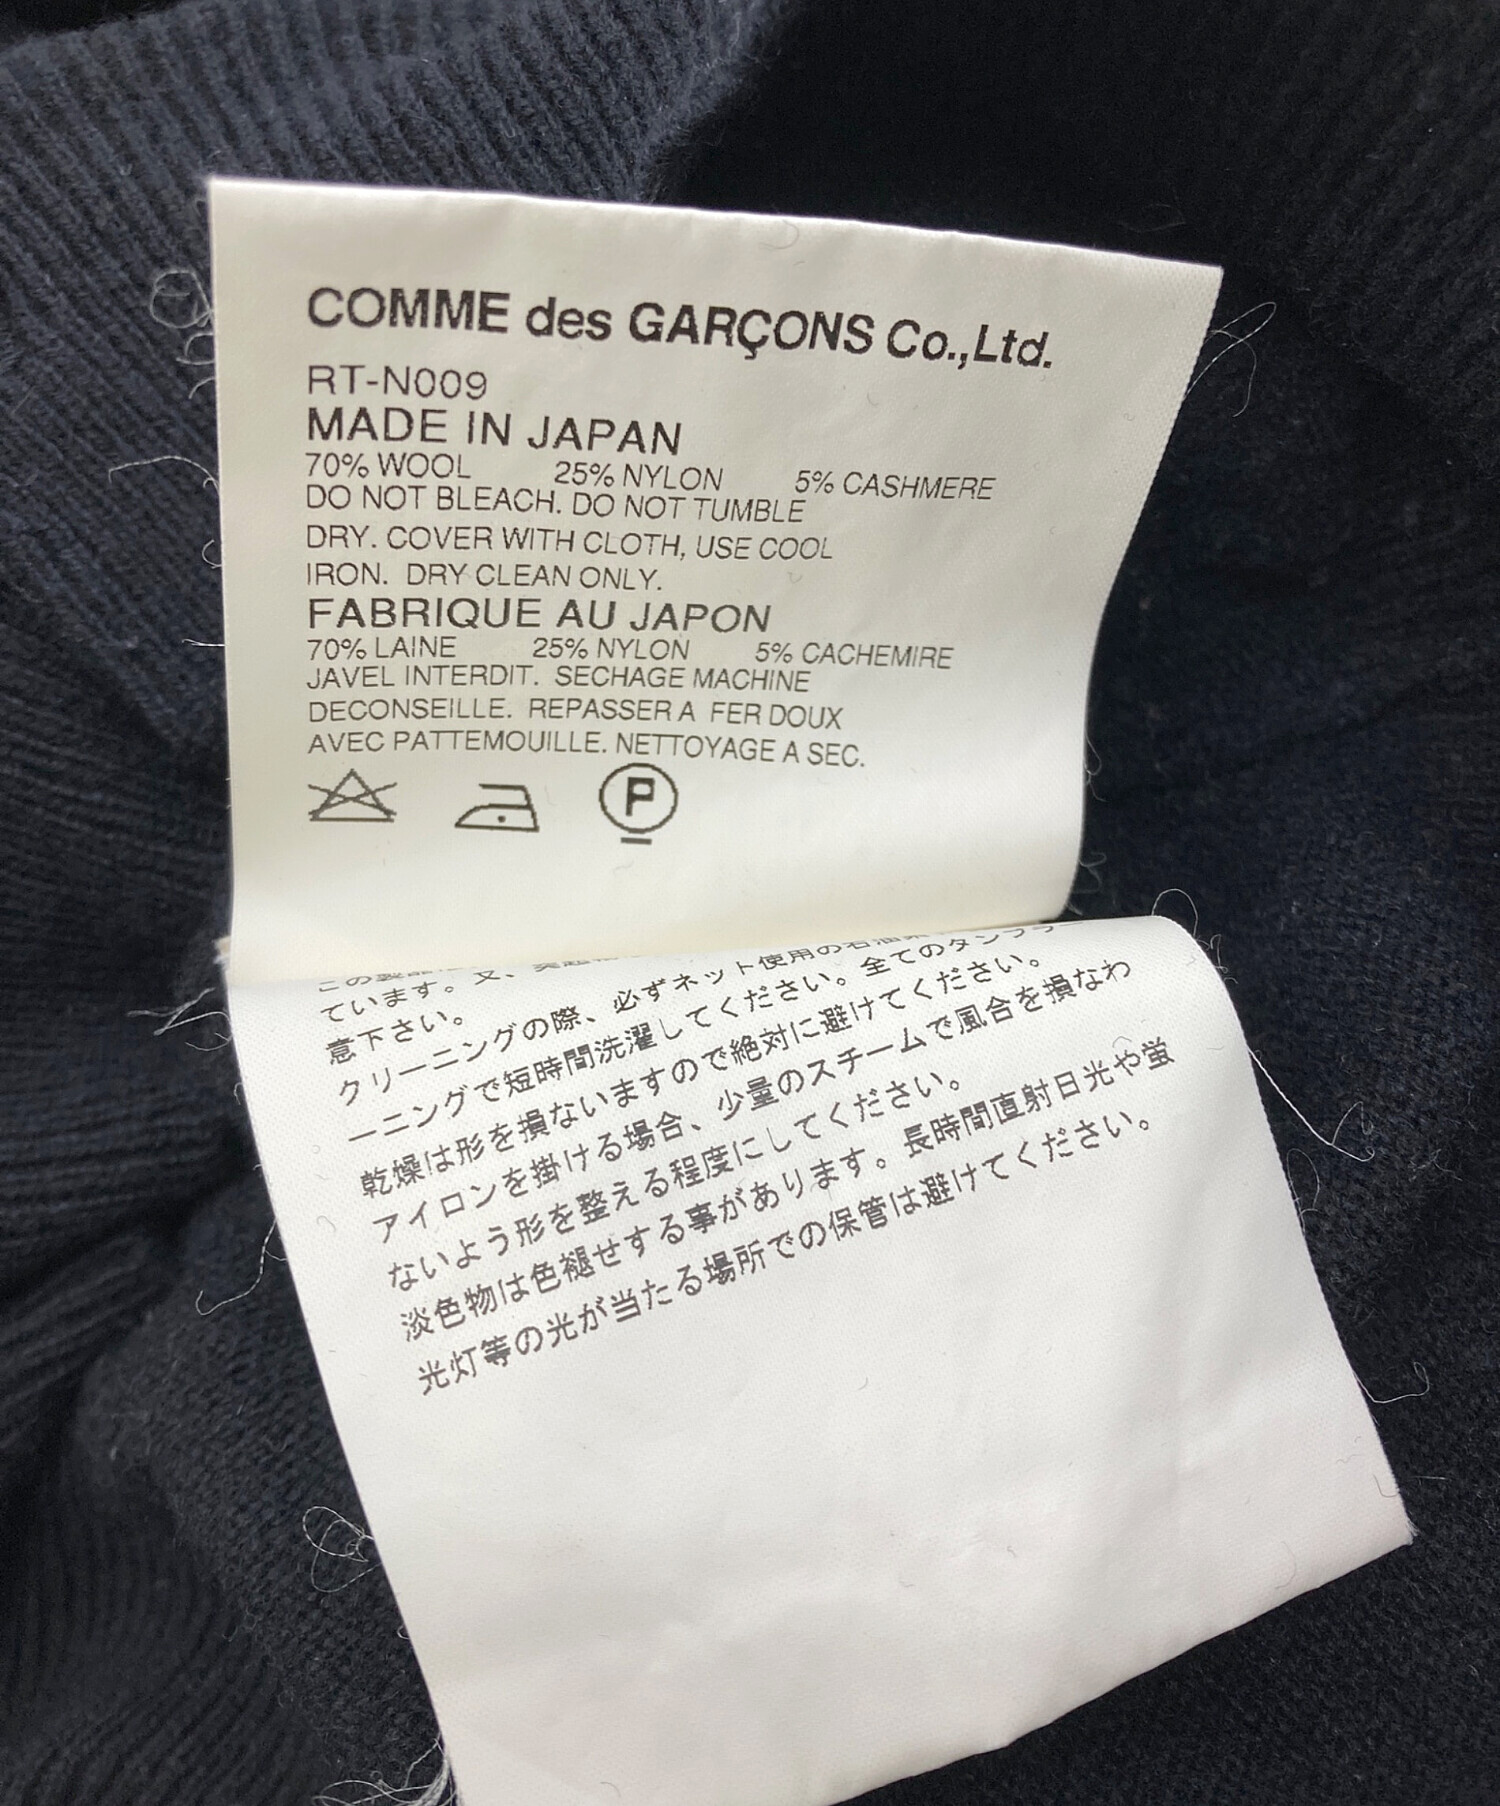 COMME des GARÇONS Co.,Ltd.
RT-N009
MADE IN JAPAN
70% WOOL 25% NYLON 5% CASHMERE
DO NOT BLEACH. DO NOT TUMBLE
DRY. COVER WITH CLOTH, USE COOL
IRON. DRY CLEAN ONLY.
FABRIQUE AU JAPON
70% LAINE 25% NYLON 5% CACHEMIRE
JAVEL INTERDIT. SECHAGE MACHINE
DECONSEILLE. REPASSER A FER DOUX
AVEC PATTEMOUILLE. NETTOYAGE A SEC.
P
この製品
ています。又、
意下さい。
クリーニングの際、必ずネット使用の石油
ーニングで短時間洗濯してください。全てのタンブラー
乾燥は形を損ないますので絶対に避けてください。
アイロンを掛ける場合、少量のスチームで風合を損なわ
ないよう形を整える程度にしてください。
淡色物は色褪せする事があります。長時間直射日光や蛍
光灯等の光が当たる場所での保管は避けてください。